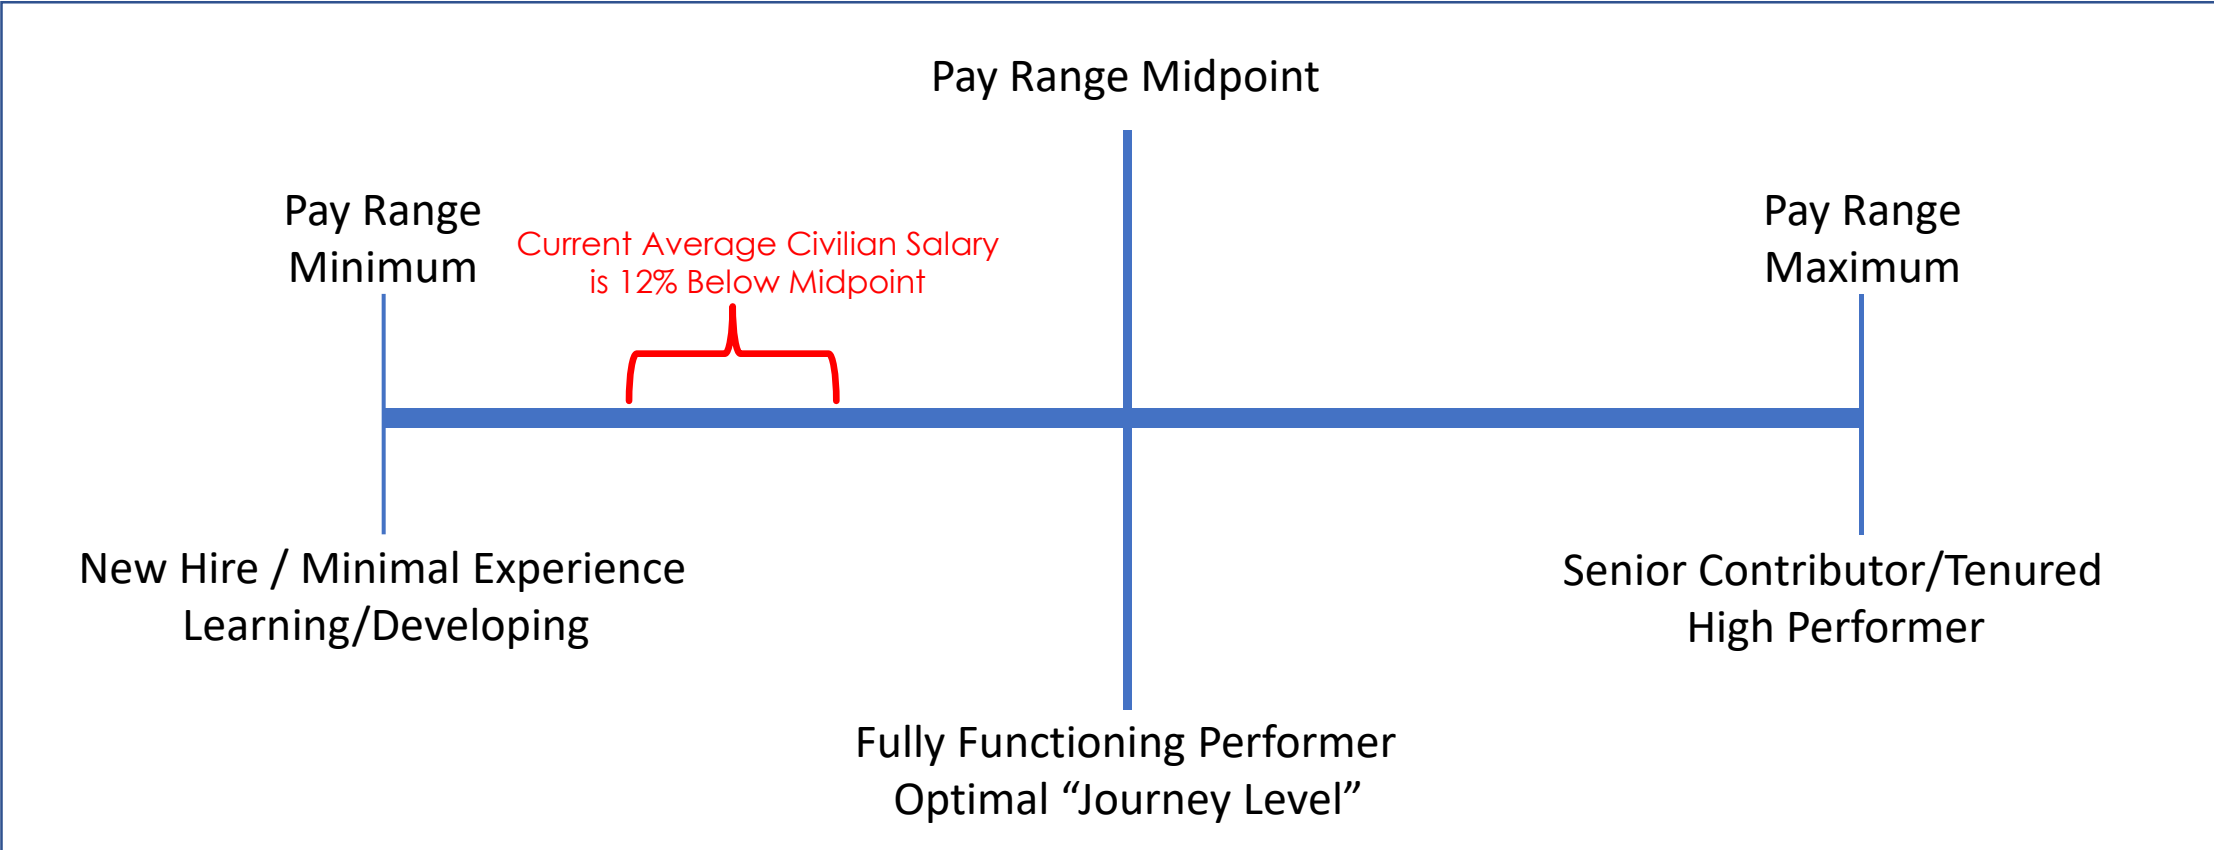 Pay Range Midpoint
Pay Range
Minimum
Current Average Civilian Salary
is 12% Below Midpoint
Pay Range
Maximum
New Hire / Minimal Experience
Learning/Developing
Senior Contributor/Tenured
High Performer
Fully Functioning Performer
Optimal “Journey Level”